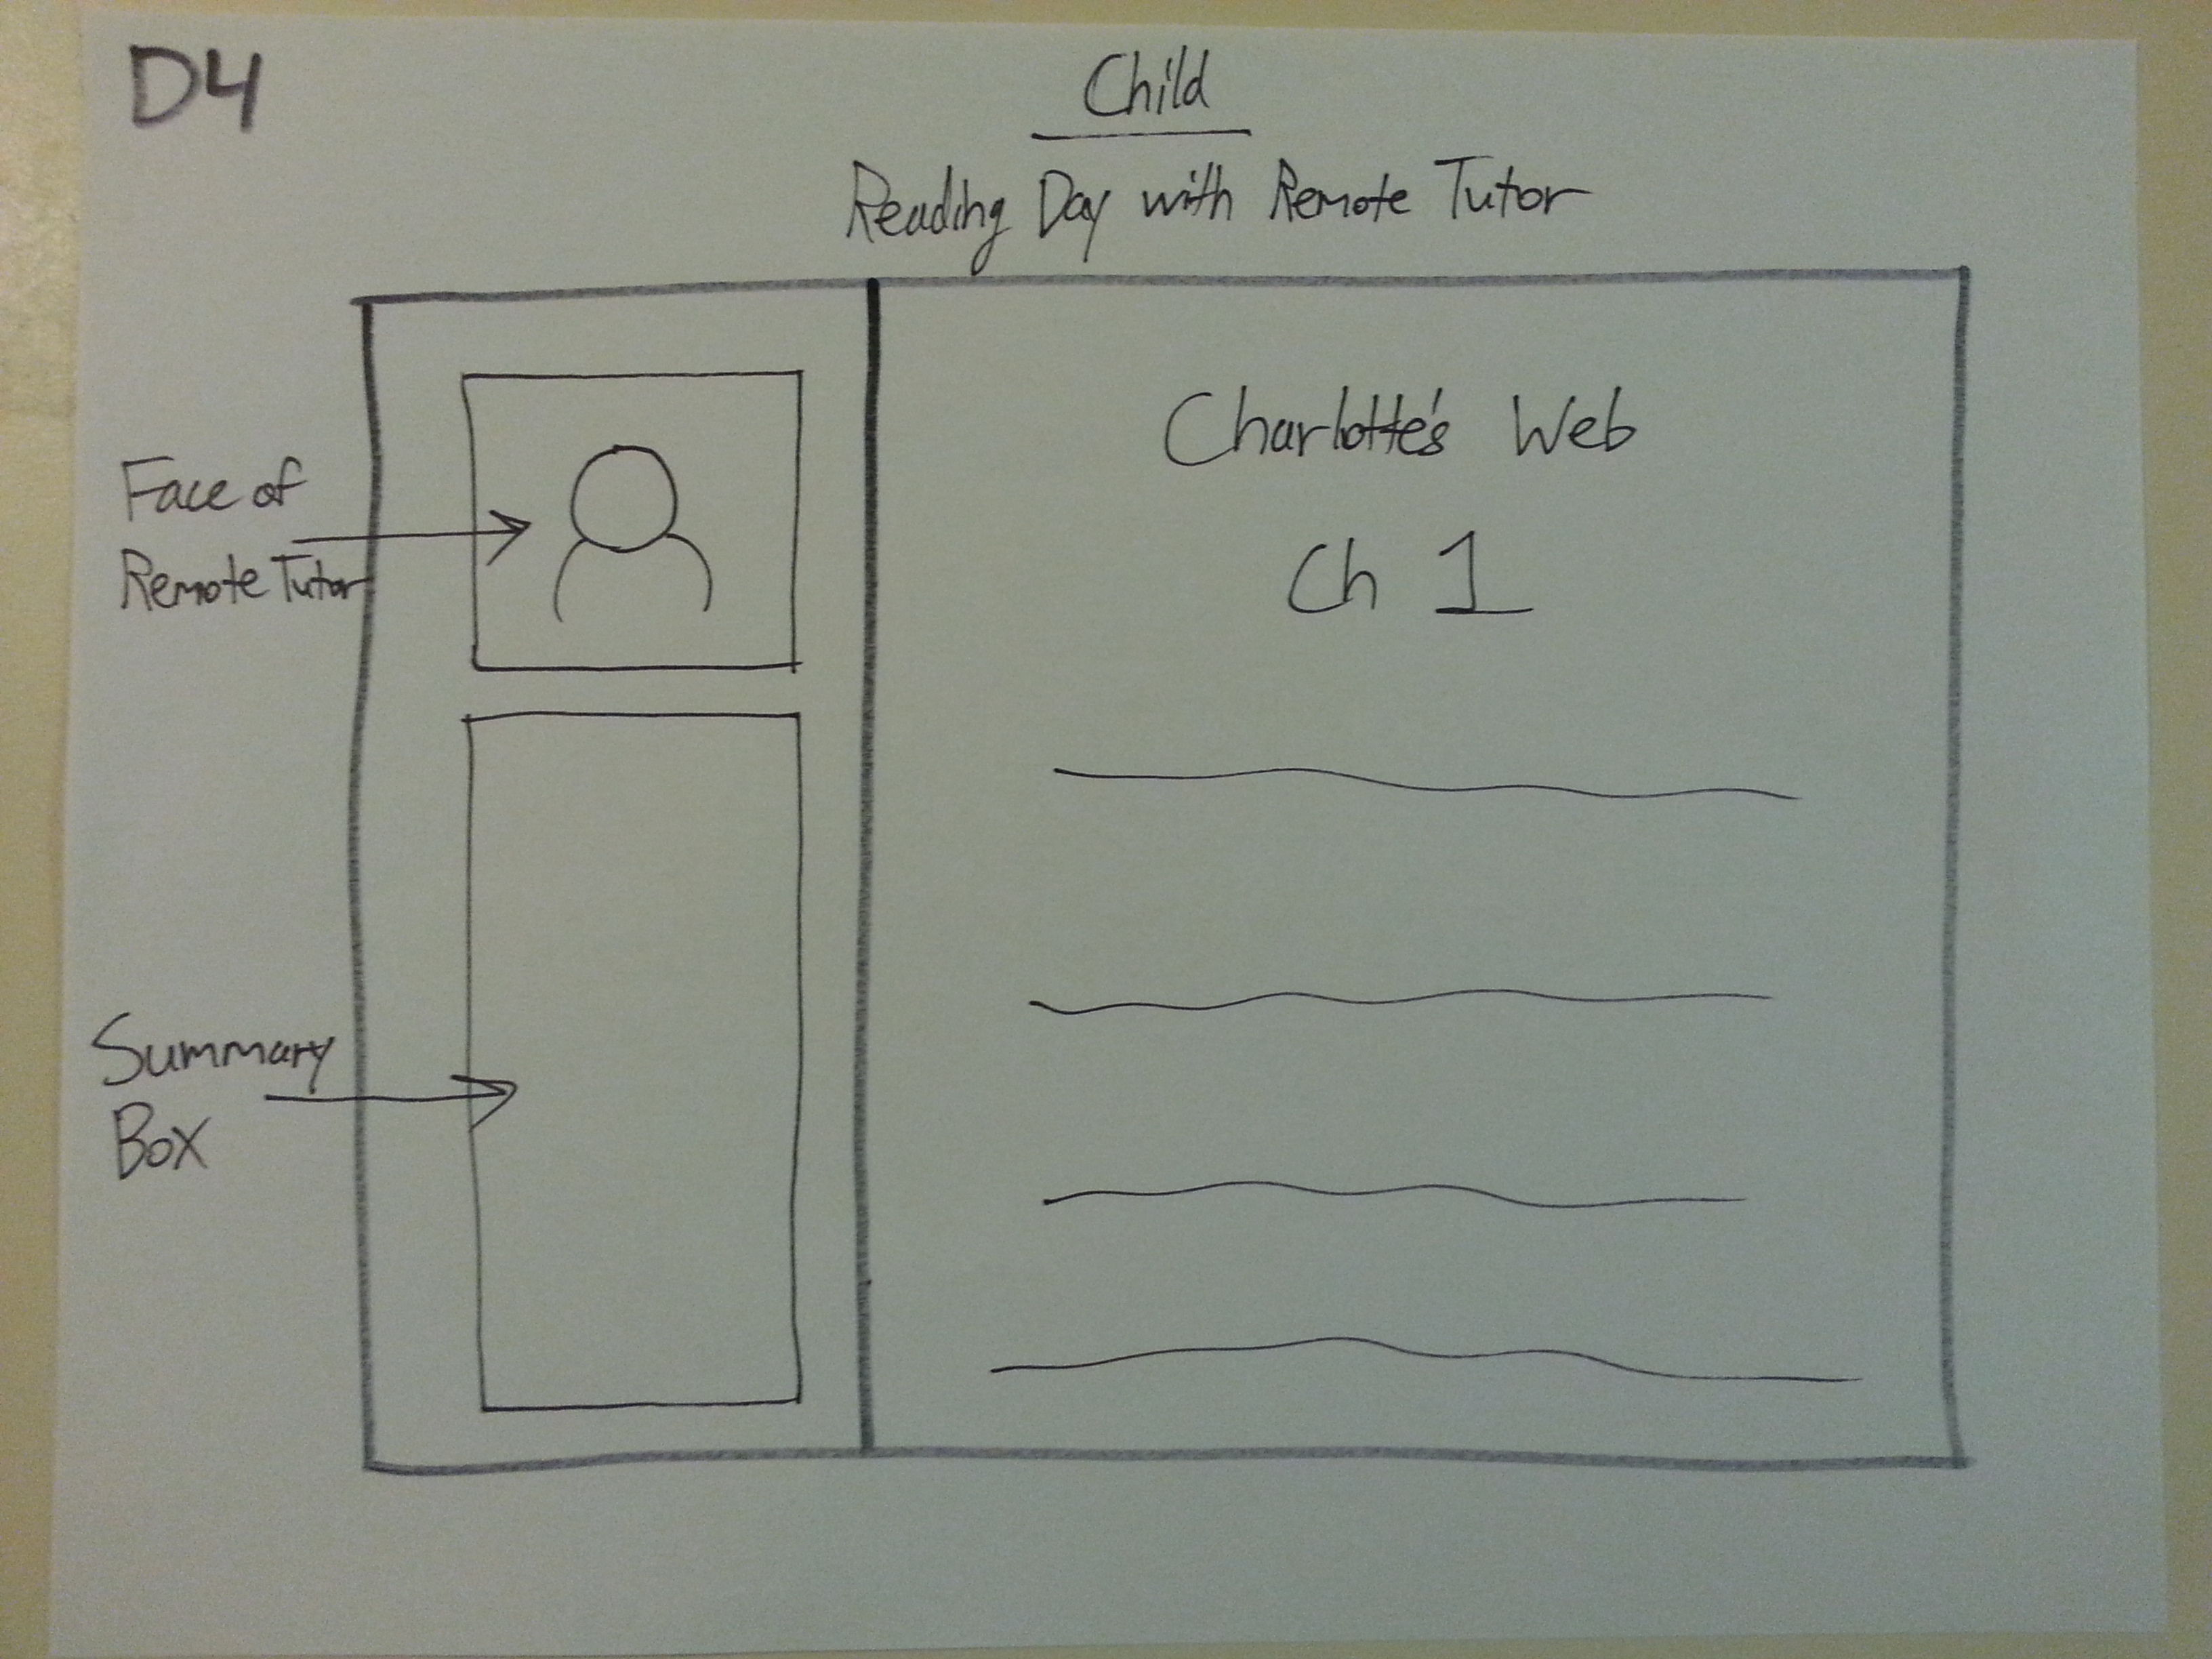 D4
Child
Reading Day with Remote Tutor
Charlotte's Web
Ch 1
Face of
Remote Tutor
Summary
Box